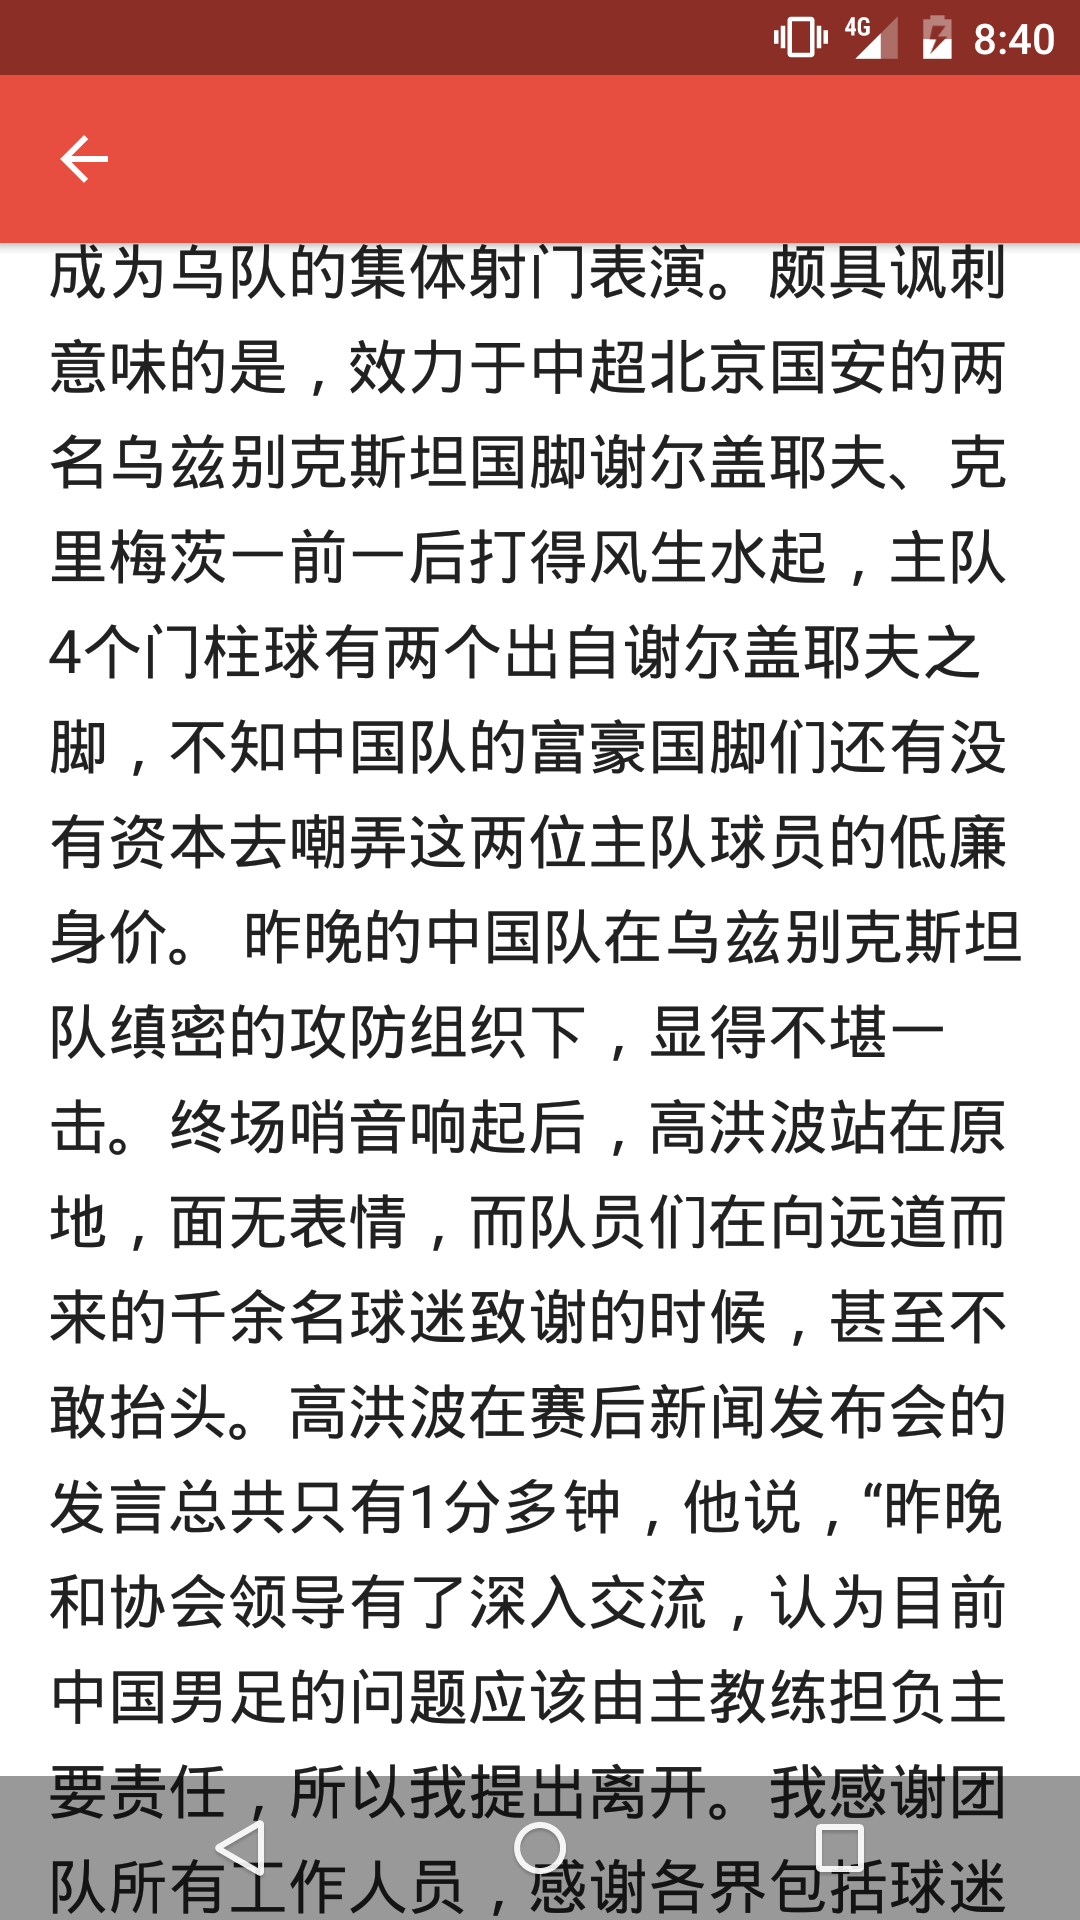 4G 8:40
成为乌队的集体射门表演。颇具讽刺
意味的是，效力于中超北京国安的两
名乌兹别克斯坦国脚谢尔盖耶夫、克
里梅茨一前一后打得风生水起，主队
4个门柱球有两个出自谢尔盖耶夫之
脚，不知中国队的富豪国脚们还有没
有资本去嘲弄这两位主队球员的低廉
身价。 昨晚的中国队在乌兹别克斯坦
队缜密的攻防组织下，显得不堪一
击。终场哨音响起后，高洪波站在原
地，面无表情，而队员们在向远道而
来的千余名球迷致谢的时候，甚至不
敢抬头。高洪波在赛后新闻发布会的
发言总共只有1分多钟，他说，“昨晚
和协会领导有了深入交流，认为目前
中国男足的问题应该由主教练担负主
要责任，所以我提出离开。我感谢团
队所有工作人员，感谢各界包括球迷